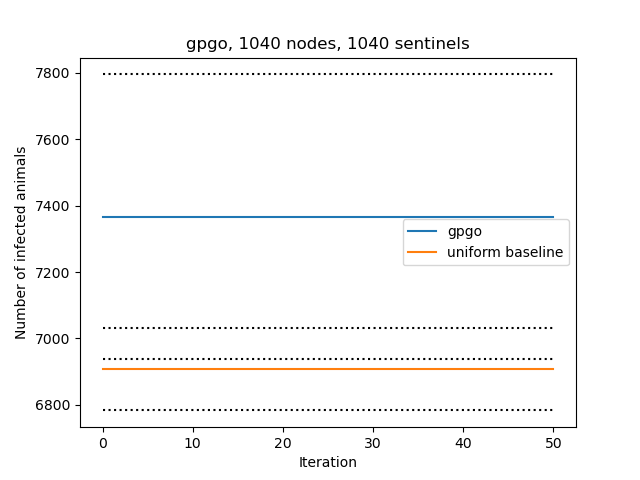 gpgo, 1040 nodes, 1040 sentinels
7800
7600
7400
7200
7000
6800
Number of infected animals
gpgo
uniform baseline
0 10 20 30 40 50
Iteration